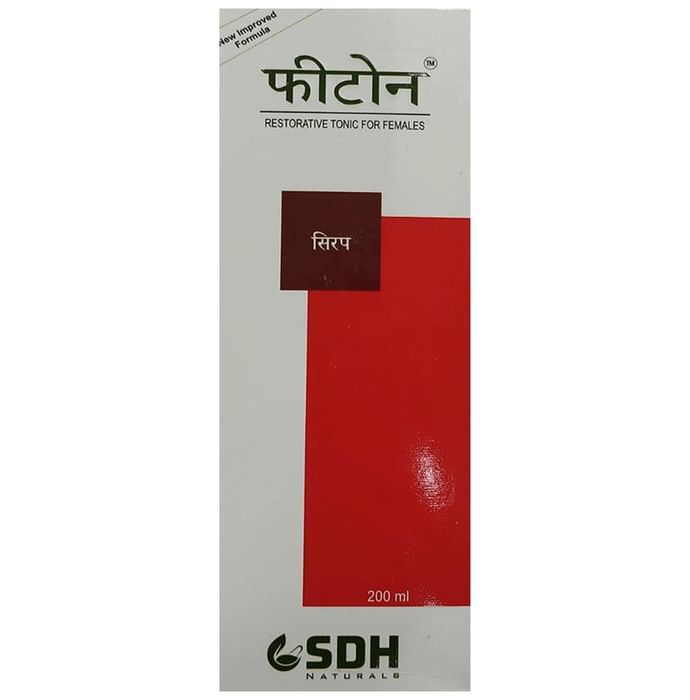 New Improved
Formula
फीटोन™
RESTORATIVE TONIC FOR FEMALES
सिरप
200 ml
SDH
NATURALS